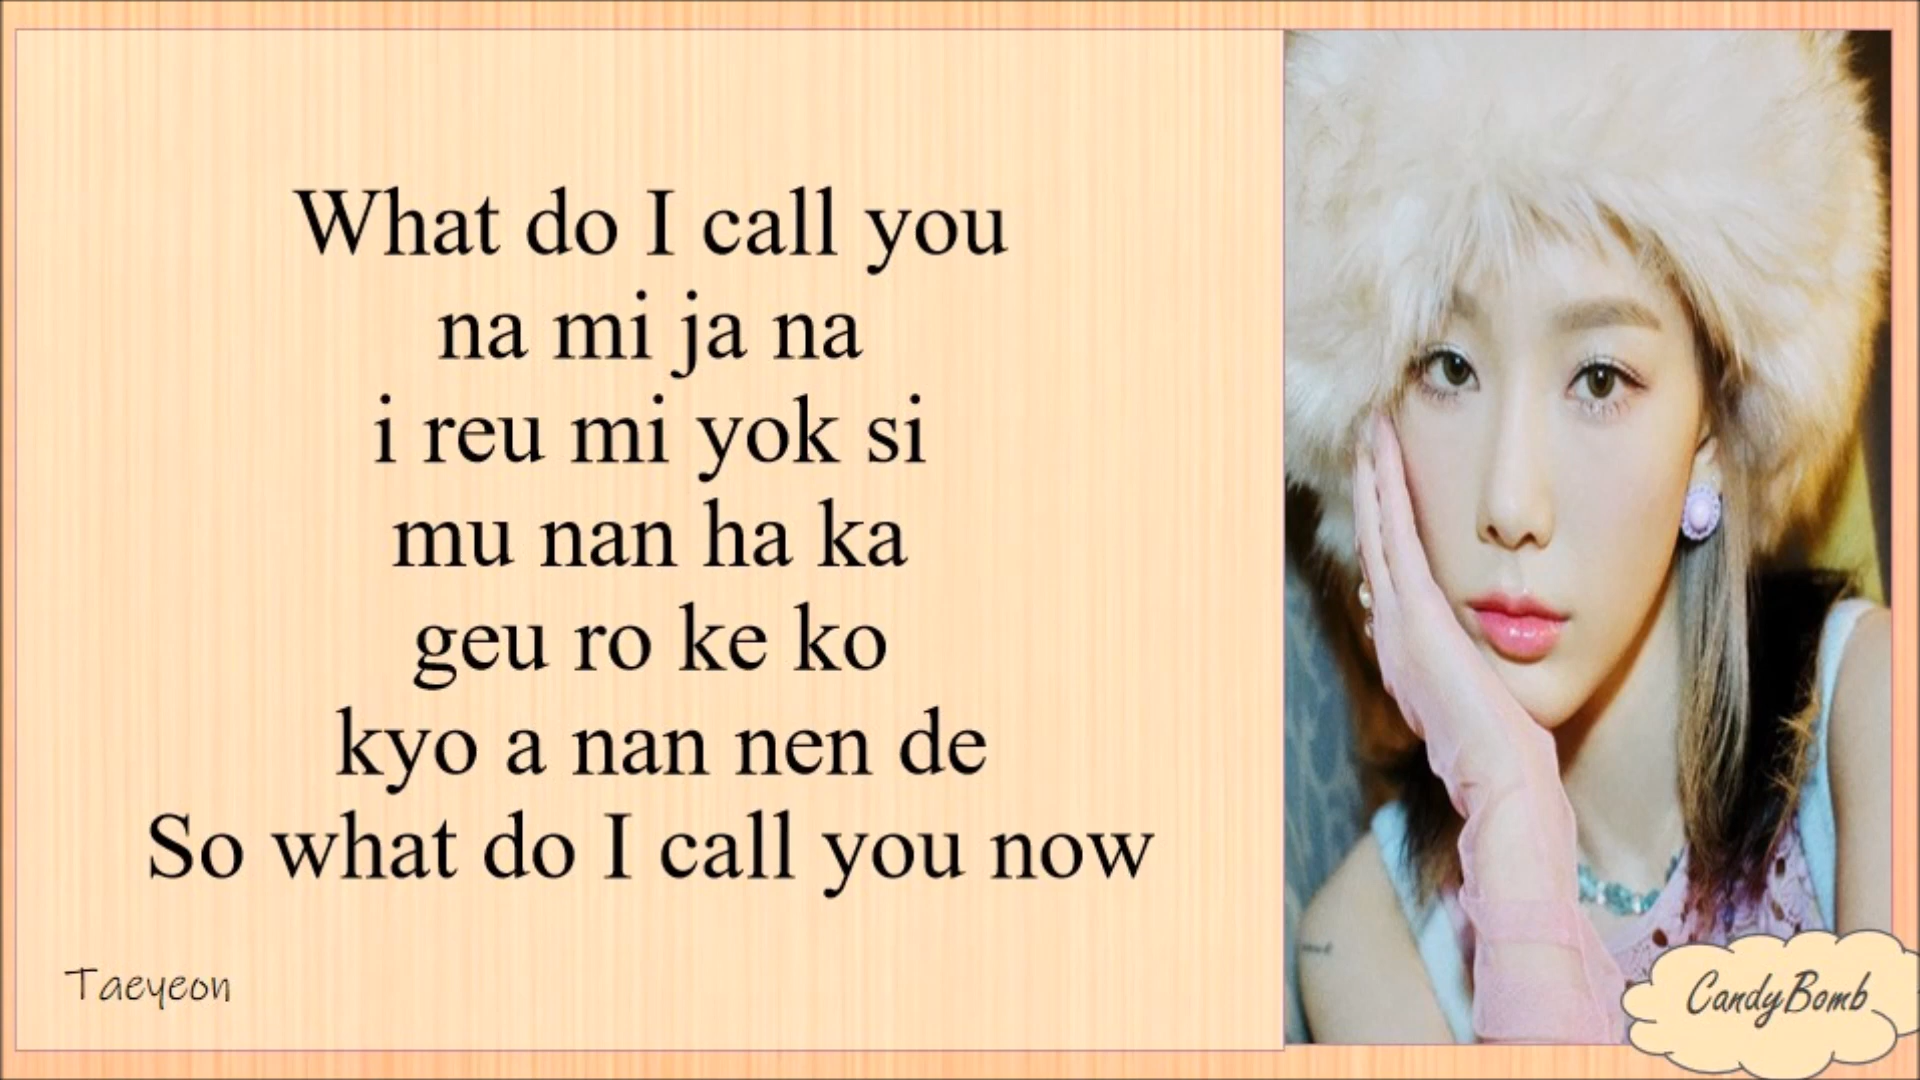 What do I call you
na mi ja na
i reu mi yok si
mu nan ha ka
geu ro ke ko
kyo a nan nen de
So what do I call you now
Taeyeon
CandyBomb